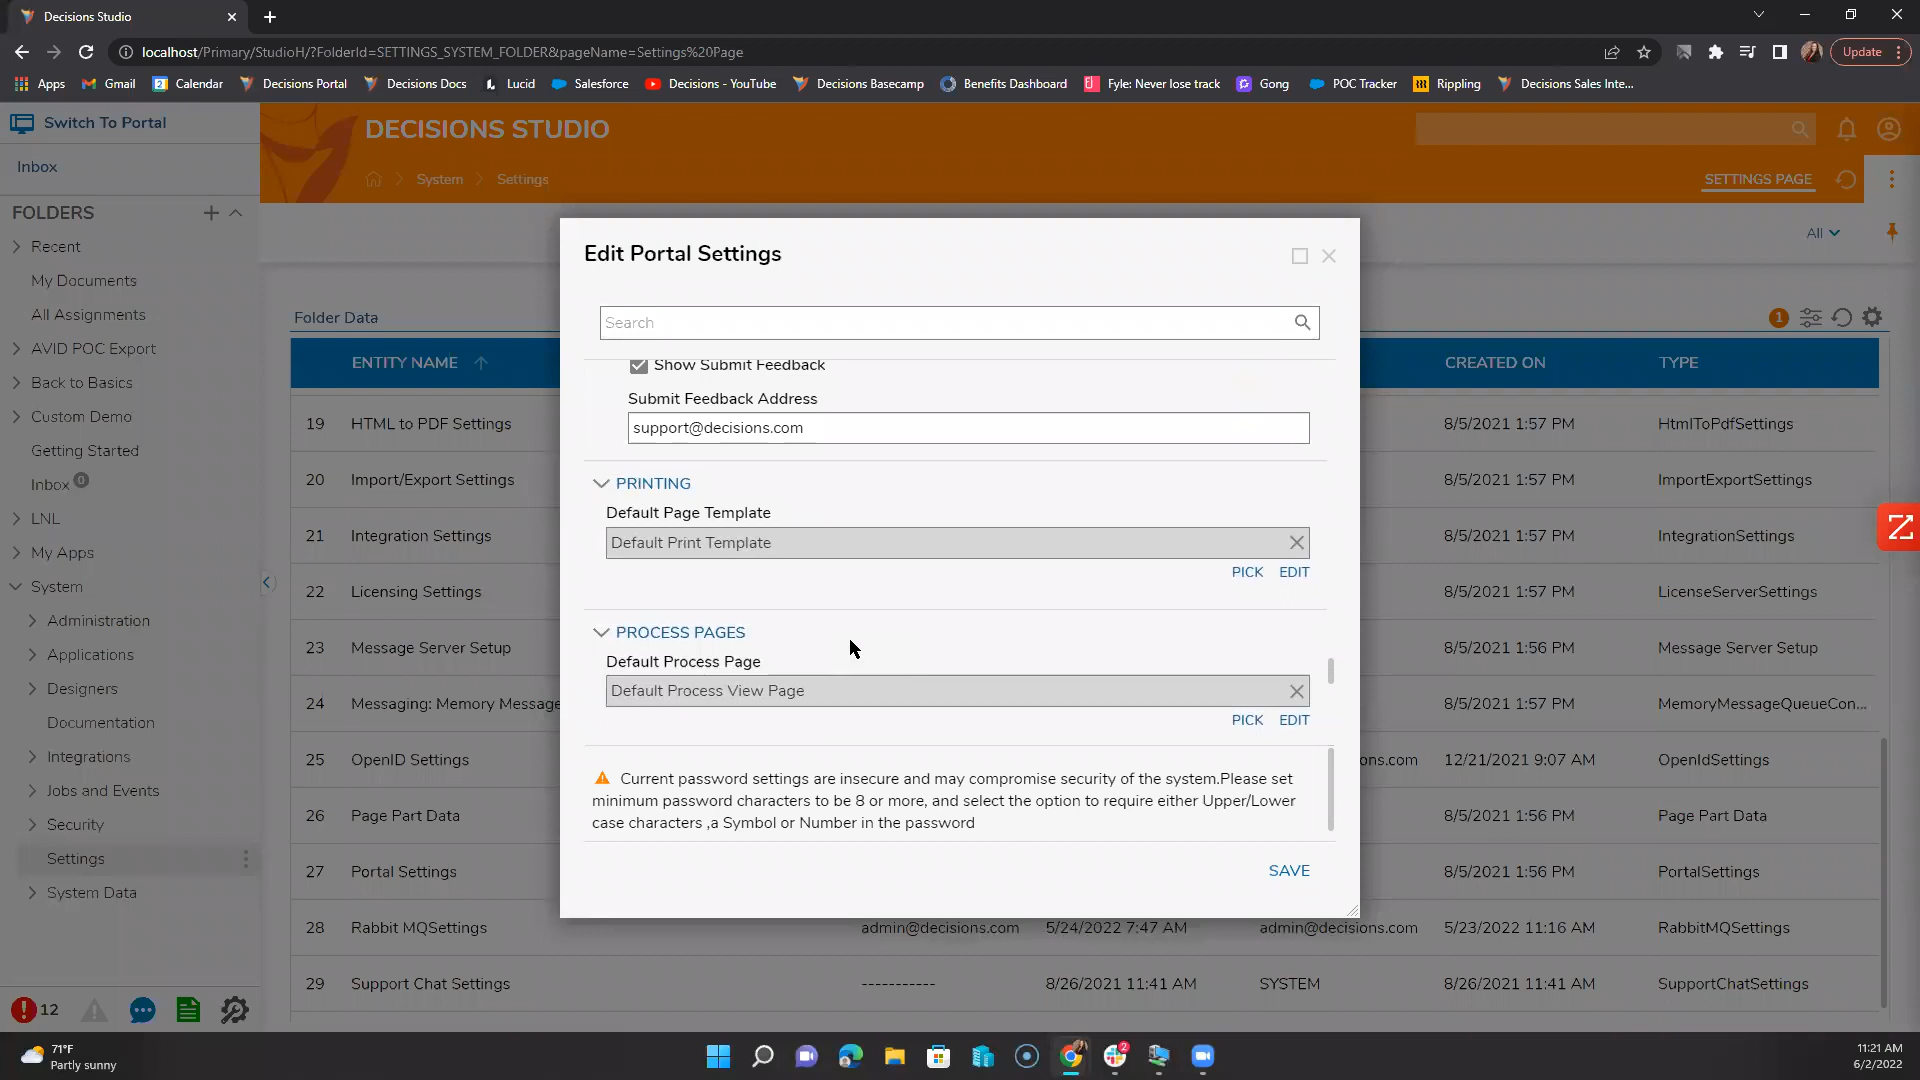 Decisions Studio
localhost/Primary/StudioH/?FolderId=SETTINGS_SYSTEM_FOLDER&pageName=Settings%20Page
Update
Apps Gmail Calendar Decisions Portal Decisions Docs Lucid Salesforce Decisions - YouTube Decisions Basecamp Benefits Dashboard Fyle: Never lose track Gong POC Tracker Rippling Decisions Sales Inte...
Switch To Portal
DECISIONS STUDIO
Inbox
System Settings
SETTINGS PAGE
FOLDERS
Recent
My Documents
All Assignments
AVID POC Export
Back to Basics
Custom Demo
Getting Started
Inbox 0
LNL
My Apps
System
Administration
Applications
Designers
Documentation
Integrations
Jobs and Events
Security
Settings
System Data
12
All
Folder Data
1
ENTITY NAME CREATED ON TYPE
19 HTML to PDF Settings 8/5/2021 1:57 PM HtmlToPdfSettings
20 Import/Export Settings 8/5/2021 1:57 PM ImportExportSettings
21 Integration Settings 8/5/2021 1:57 PM IntegrationSettings
22 Licensing Settings 8/5/2021 1:57 PM LicenseServerSettings
23 Message Server Setup 8/5/2021 1:57 PM Message Server Setup
24 Messaging: Memory Message 8/5/2021 1:57 PM MemoryMessageQueueCon...
25 OpenID Settings ons.com 12/21/2021 9:07 AM OpenIdSettings
26 Page Part Data 8/5/2021 1:56 PM Page Part Data
27 Portal Settings 8/5/2021 1:56 PM PortalSettings
28 Rabbit MQSettings admin@decisions.com 5/24/2022 7:47 AM admin@decisions.com 5/23/2022 11:16 AM RabbitMQSettings
29 Support Chat Settings ----------- 8/26/2021 11:41 AM SYSTEM 8/26/2021 11:41 AM SupportChatSettings
Edit Portal Settings
Search
Show Submit Feedback
Submit Feedback Address
support@decisions.com
PRINTING
Default Page Template
Default Print Template
PICK EDIT
PROCESS PAGES
Default Process Page
Default Process View Page
PICK EDIT
Current password settings are insecure and may compromise security of the system.Please set
minimum password characters to be 8 or more, and select the option to require either Upper/Lower
case characters ,a Symbol or Number in the password
SAVE
71°F
Partly sunny
2
11:21 AM
6/2/2022